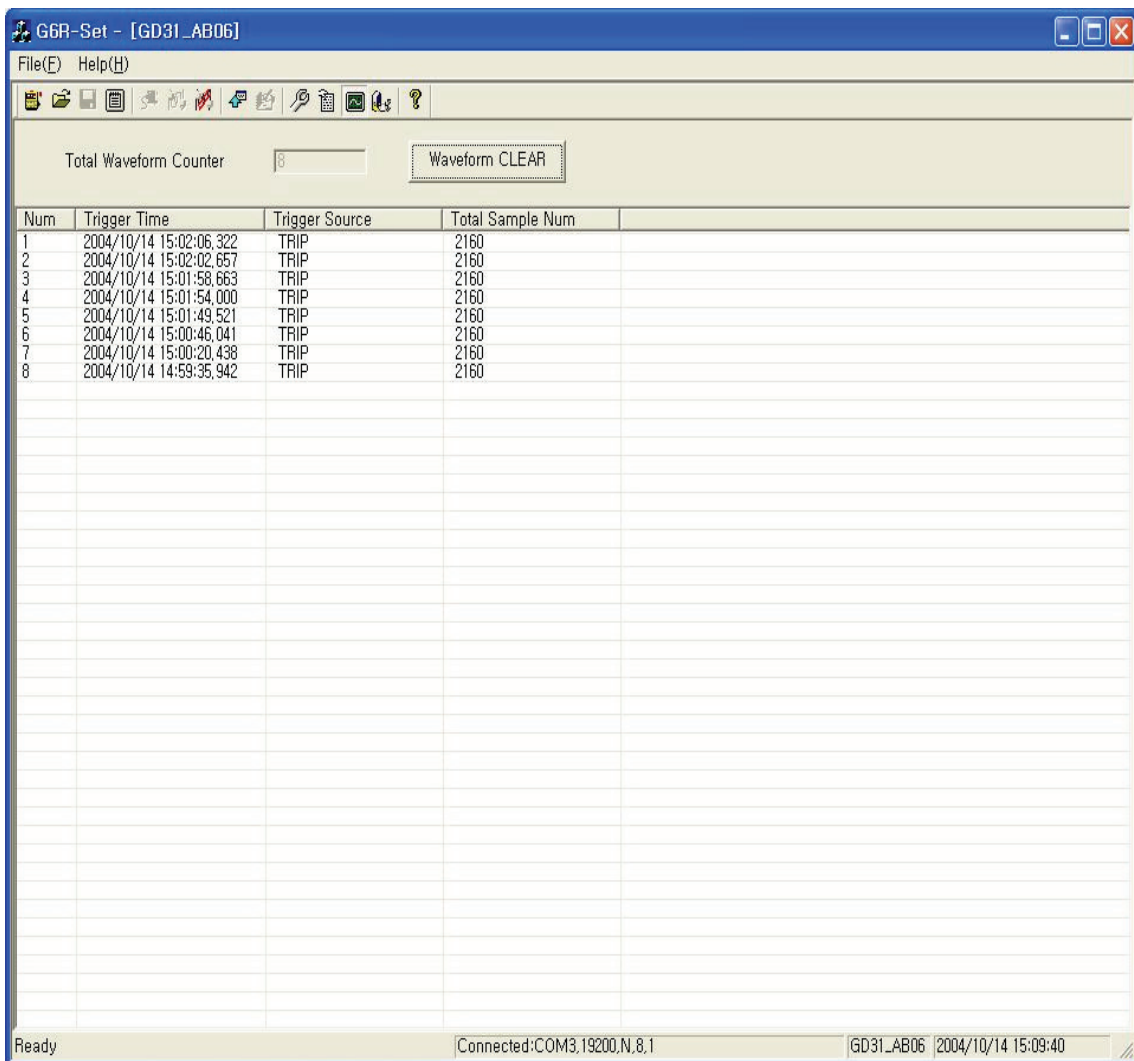 G6R-Set - [GD31_AB06]
File(F) Help(H)
Total Waveform Counter 8 Waveform CLEAR
Num Trigger Time Trigger Source Total Sample Num
1 2004/10/14 15:02:06,322 TRIP 2160
2 2004/10/14 15:02:02,657 TRIP 2160
3 2004/10/14 15:01:58,663 TRIP 2160
4 2004/10/14 15:01:54,000 TRIP 2160
5 2004/10/14 15:01:49,521 TRIP 2160
6 2004/10/14 15:00:46,041 TRIP 2160
7 2004/10/14 15:00:20,438 TRIP 2160
8 2004/10/14 14:59:35,942 TRIP 2160
Ready Connected:COM3,19200,N,8,1 GD31_AB06 2004/10/14 15:09:40